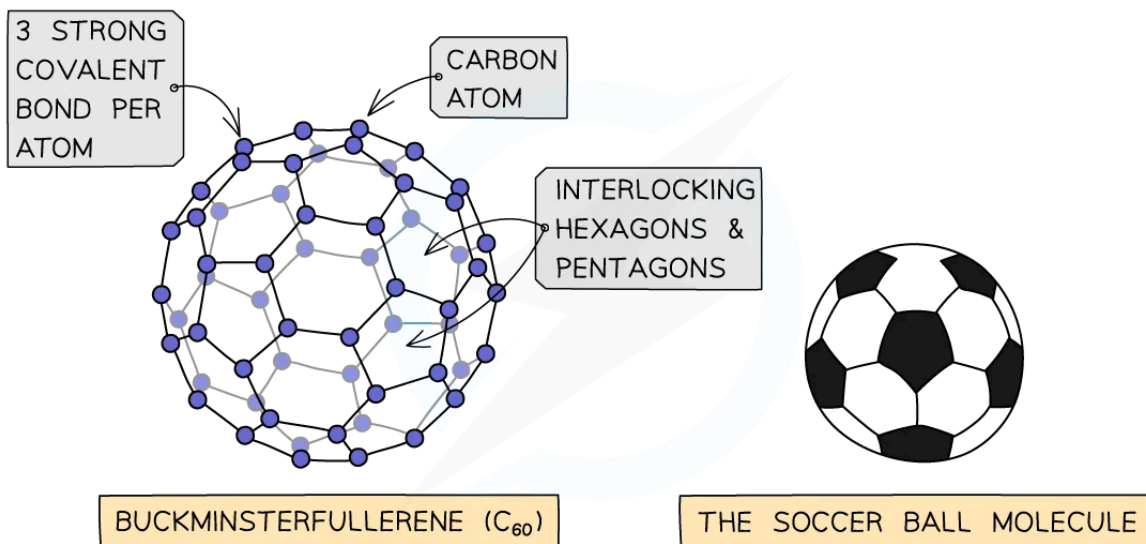 3 STRONG
COVALENT
BOND PER
ATOM
CARBON
ATOM
INTERLOCKING
HEXAGONS &
PENTAGONS
BUCKMINSTERFULLERENE (C₆₀)
THE SOCCER BALL MOLECULE